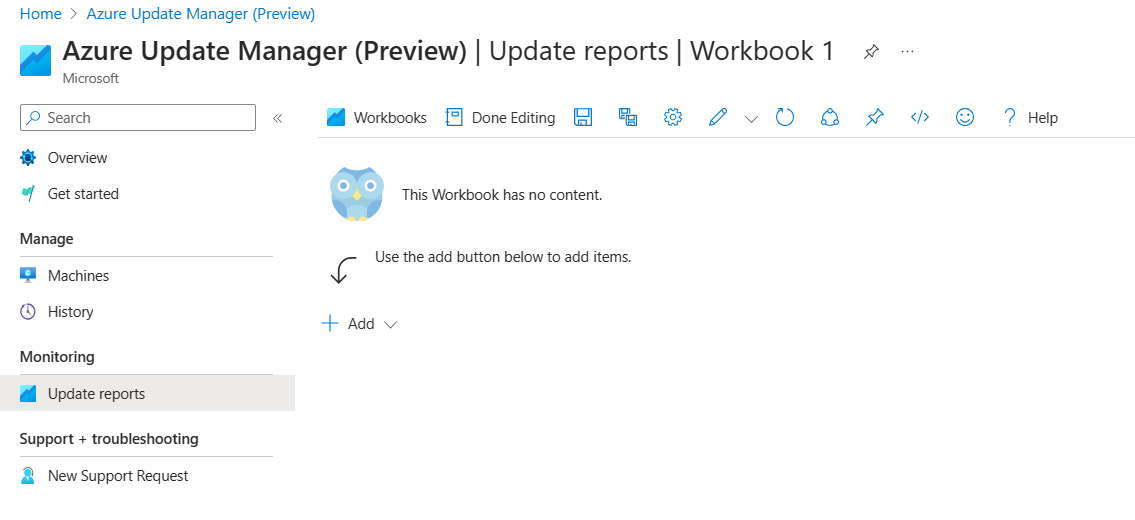 Home > Azure Update Manager (Preview)
Azure Update Manager (Preview) | Update reports | Workbook 1
Microsoft
Search
Workbooks Done Editing Help
Overview
Get started
Manage
Machines
History
Monitoring
Update reports
Support + troubleshooting
New Support Request
This Workbook has no content.
Use the add button below to add items.
Add